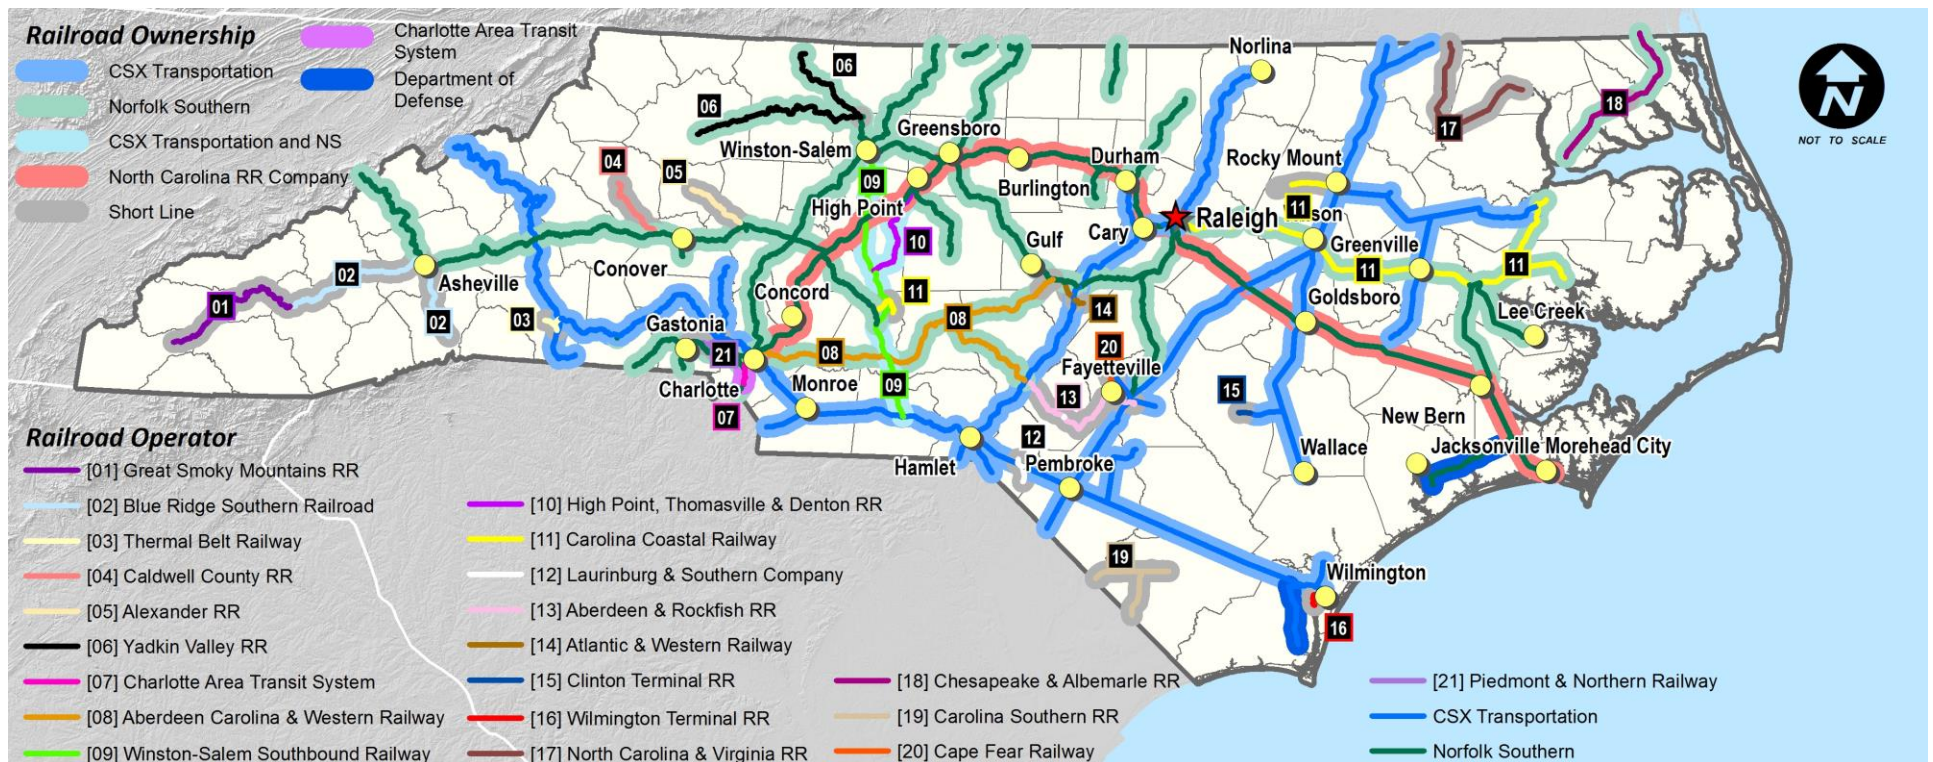 Railroad Ownership
CSX Transportation
Norfolk Southern
CSX Transportation and NS
North Carolina RR Company
Short Line
Charlotte Area Transit
System
Department of
Defense
N
NOT TO SCALE
Norlina
06
06
18
17
Greensboro
Winston-Salem
Durham
Rocky Mount
04
05
09
Burlington
High Point
11
son
Raleigh
Cary
10
Gulf
Greenville
02
Conover
11
11
Asheville
01
Concord
11
14
Goldsboro
Lee Creek
02
03
Gastonia
08
20
21
08
Fayetteville
Charlotte
Monroe
09
13
15
07
New Bern
12
Wallace
Jacksonville
Morehead City
Hamlet
Pembroke
19
Wilmington
16
Railroad Operator
[01] Great Smoky Mountains RR
[02] Blue Ridge Southern Railroad
[03] Thermal Belt Railway
[04] Caldwell County RR
[05] Alexander RR
[06] Yadkin Valley RR
[07] Charlotte Area Transit System
[08] Aberdeen Carolina & Western Railway
[09] Winston-Salem Southbound Railway
[10] High Point, Thomasville & Denton RR
[11] Carolina Coastal Railway
[12] Laurinburg & Southern Company
[13] Aberdeen & Rockfish RR
[14] Atlantic & Western Railway
[15] Clinton Terminal RR
[16] Wilmington Terminal RR
[17] North Carolina & Virginia RR
[18] Chesapeake & Albemarle RR
[19] Carolina Southern RR
[20] Cape Fear Railway
[21] Piedmont & Northern Railway
CSX Transportation
Norfolk Southern